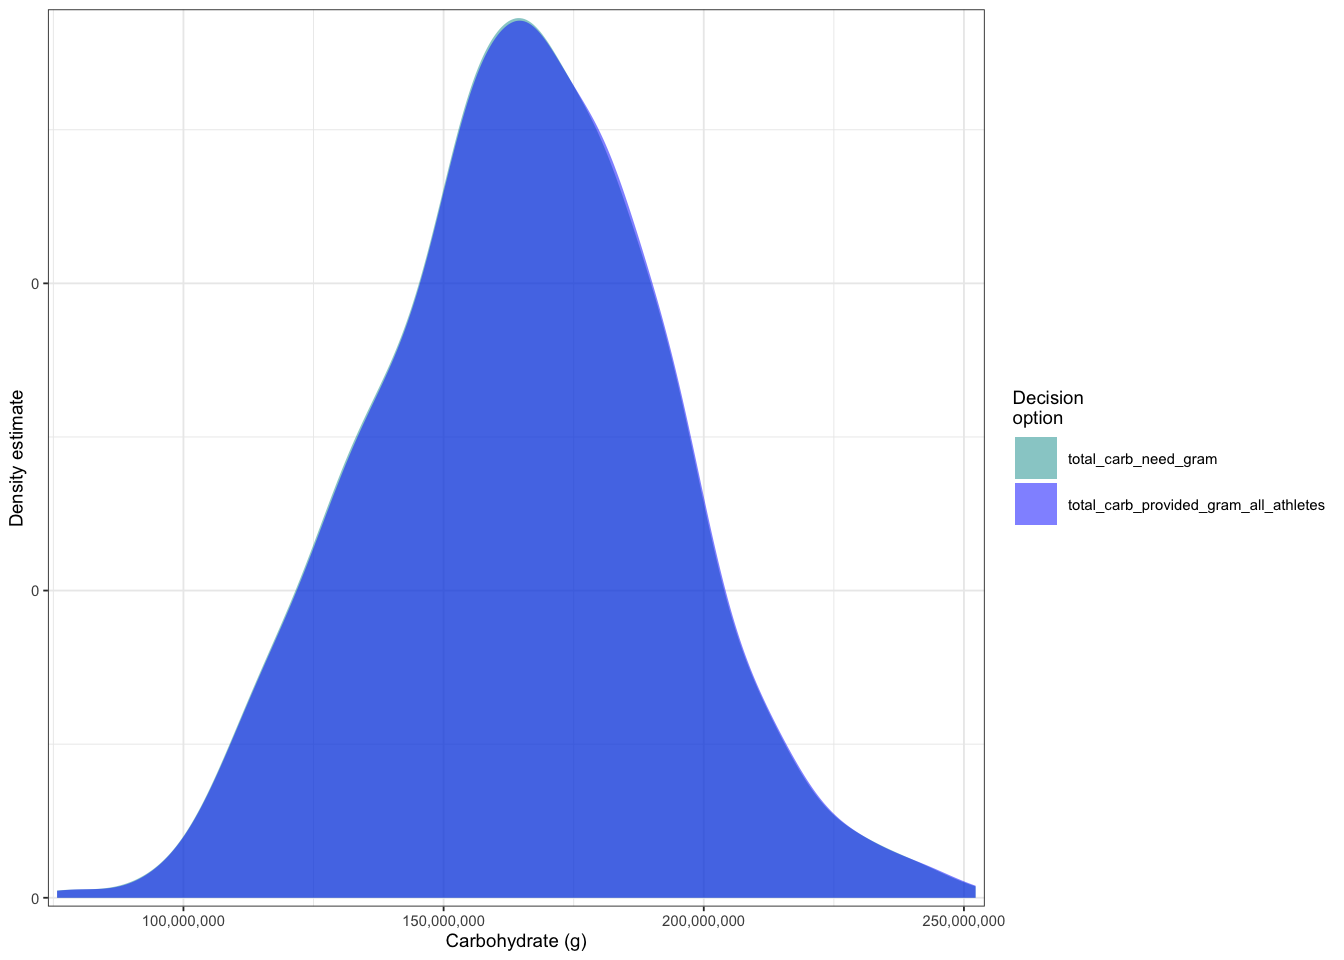 Density estimate
0
0
0
100,000,000
150,000,000
200,000,000
250,000,000
Carbohydrate (g)
Decision
option
total_carb_need_gram
total_carb_provided_gram_all_athletes